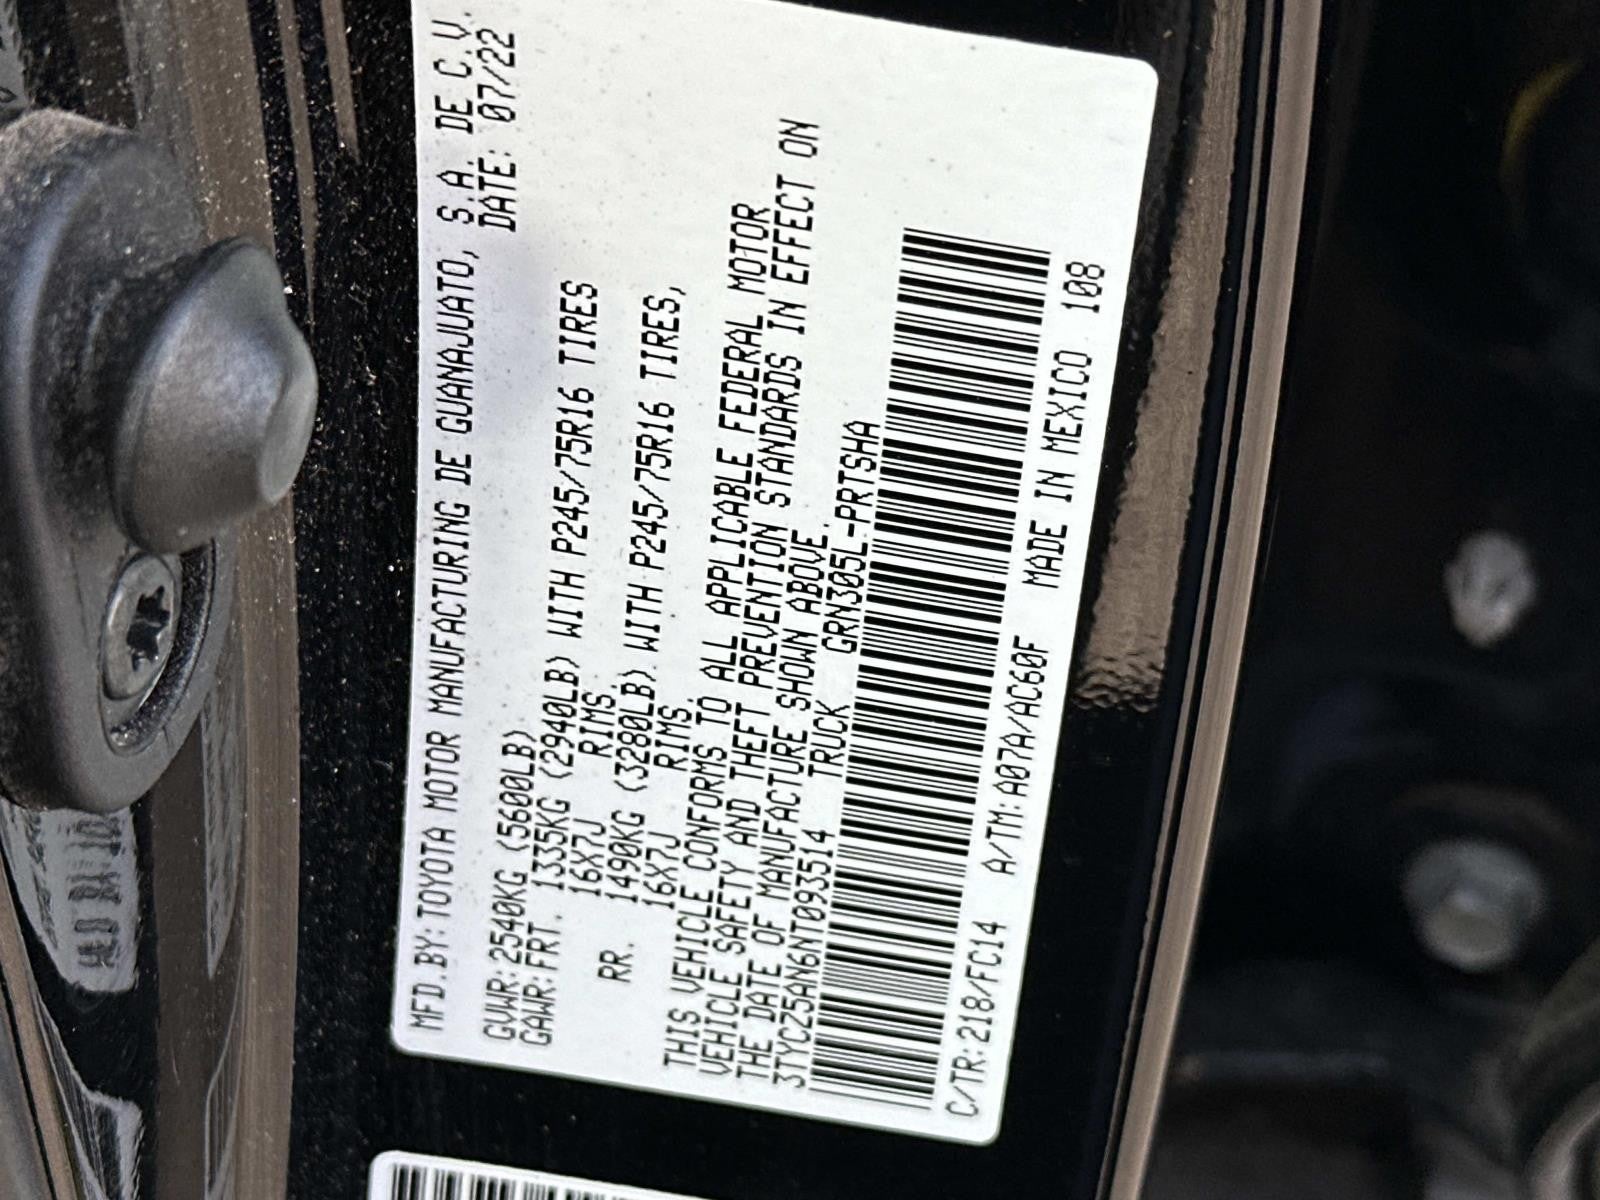 MFD.BY:TOYOTA MOTOR MANUFACTURING DE GUANAJUATO, S.A. DE C.V.
DATE: 07/22
GVWR:2540KG (5600LB)
GAWR:FRT. 1335KG (2940LB) WITH P245/75R16 TIRES
16X7J RIMS,
RR. 1490KG (3280LB) WITH P245/75R16 TIRES,
16X7J RIMS.
THIS VEHICLE CONFORMS TO ALL APPLICABLE FEDERAL MOTOR
VEHICLE SAFETY AND THEFT PREVENTION STANDARDS IN EFFECT ON
THE DATE OF MANUFACTURE SHOWN ABOVE.
3TYCZ5AN6NT093514 TRUCK GRN305L-PRTSHA
C/TR:218/FC14 A/TM:A07A/AC60F MADE IN MEXICO 108